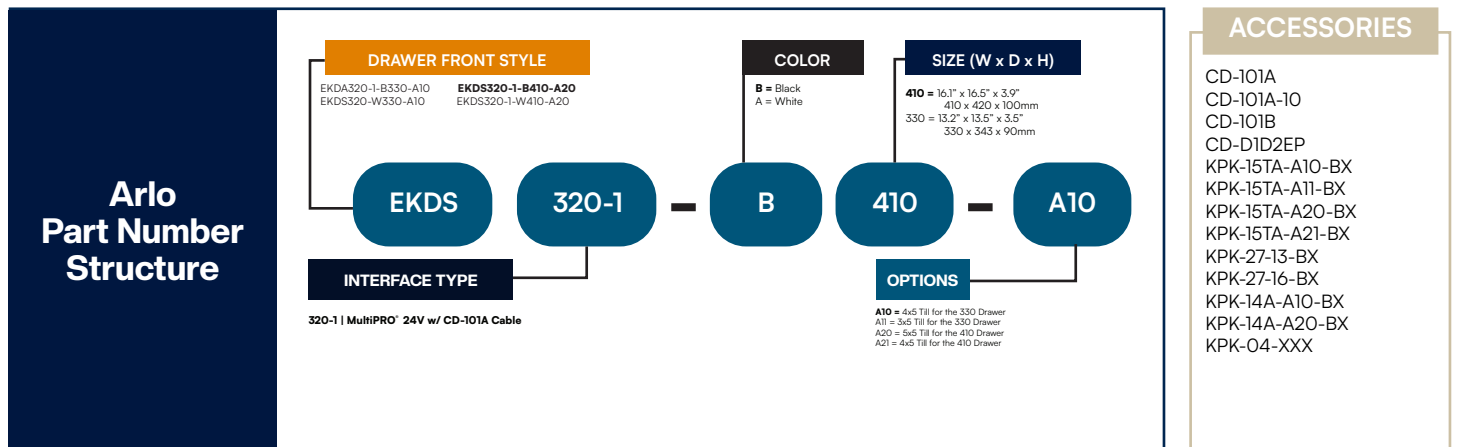 Arlo
Part Number
Structure
DRAWER FRONT STYLE
EKDA320-1-B330-A10 EKDS320-1-B410-A20
EKDS320-W330-A10 EKDS320-1-W410-A20
COLOR
B = Black
A = White
SIZE (W x D x H)
410 = 16.1” x 16.5” x 3.9”
410 x 420 x 100mm
330 = 13.2” x 13.5” x 3.5”
330 x 343 x 90mm
EKDS 320-1 - B 410 - A10
INTERFACE TYPE
320-1 | MultiPRO® 24V w/ CD-101A Cable
OPTIONS
A10 = 4x5 Till for the 330 Drawer
A11 = 3x5 Till for the 330 Drawer
A20 = 5x5 Till for the 410 Drawer
A21 = 4x5 Till for the 410 Drawer
ACCESSORIES
CD-101A
CD-101A-10
CD-101B
CD-D1D2EP
KPK-15TA-A10-BX
KPK-15TA-A11-BX
KPK-15TA-A20-BX
KPK-15TA-A21-BX
KPK-27-13-BX
KPK-27-16-BX
KPK-14A-A10-BX
KPK-14A-A20-BX
KPK-04-XXX